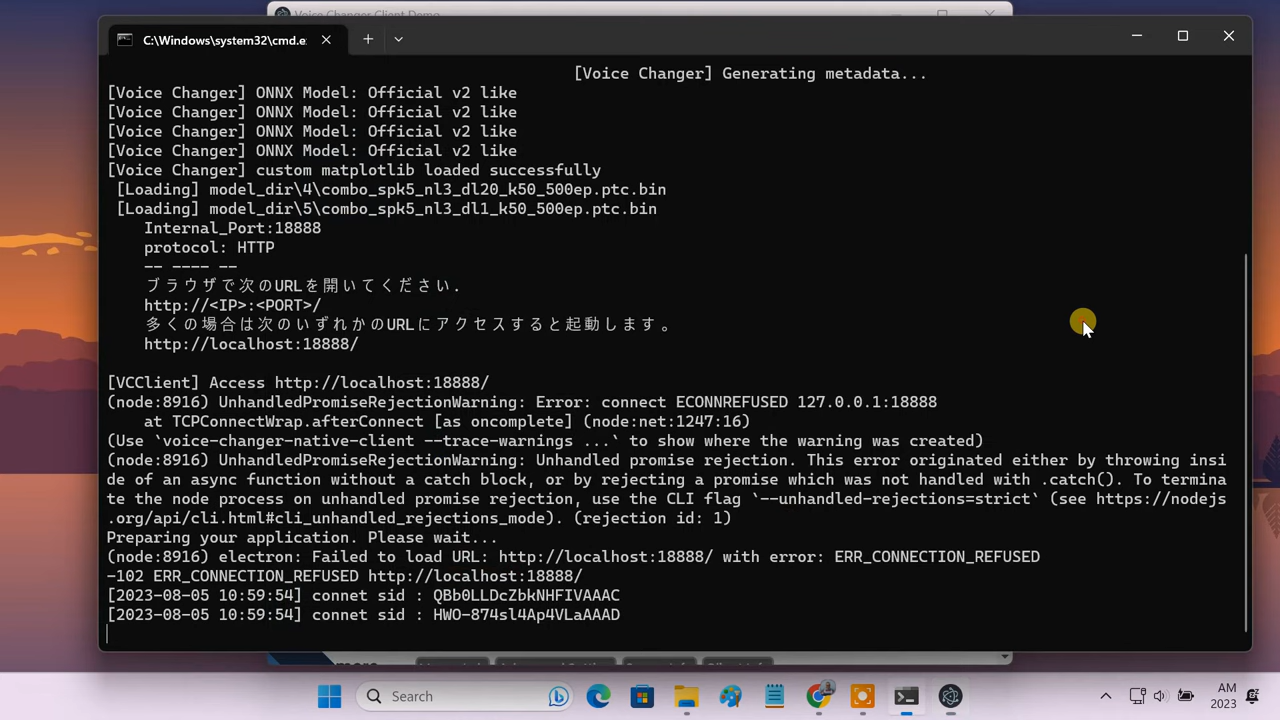 Voice Changer Client Demo
C:\Windows\system32\cmd.e
[Voice Changer] Generating metadata...
[Voice Changer] ONNX Model: Official v2 like
[Voice Changer] ONNX Model: Official v2 like
[Voice Changer] ONNX Model: Official v2 like
[Voice Changer] ONNX Model: Official v2 like
[Voice Changer] custom matplotlib loaded successfully
[Loading] model_dir\4\combo_spk5_nl3_dl20_k50_500ep.ptc.bin
[Loading] model_dir\5\combo_spk5_nl3_dl1_k50_500ep.ptc.bin
Internal_Port:18888
protocol: HTTP
-- ---- --
ブラウザで次のURLを開いてください.
http://<IP>:<PORT>/
多くの場合は次のいずれかのURLにアクセスすると起動します。
http://localhost:18888/
[VCClient] Access http://localhost:18888/
(node:8916) UnhandledPromiseRejectionWarning: Error: connect ECONNREFUSED 127.0.0.1:18888
at TCPConnectWrap.afterConnect [as oncomplete] (node:net:1247:16)
(Use `voice-changer-native-client --trace-warnings ...` to show where the warning was created)
(node:8916) UnhandledPromiseRejectionWarning: Unhandled promise rejection. This error originated either by throwing insi
de of an async function without a catch block, or by rejecting a promise which was not handled with .catch(). To termina
te the node process on unhandled promise rejection, use the CLI flag `--unhandled-rejections=strict` (see https://nodejs
.org/api/cli.html#cli_unhandled_rejections_mode). (rejection id: 1)
Preparing your application. Please wait...
(node:8916) electron: Failed to load URL: http://localhost:18888/ with error: ERR_CONNECTION_REFUSED
-102 ERR_CONNECTION_REFUSED http://localhost:18888/
[2023-08-05 10:59:54] connet sid : QBb0LLDcZbkNHFIVAAAC
[2023-08-05 10:59:54] connet sid : HWO-874sl4Ap4VLaAAAD
more
Search
AM
2023